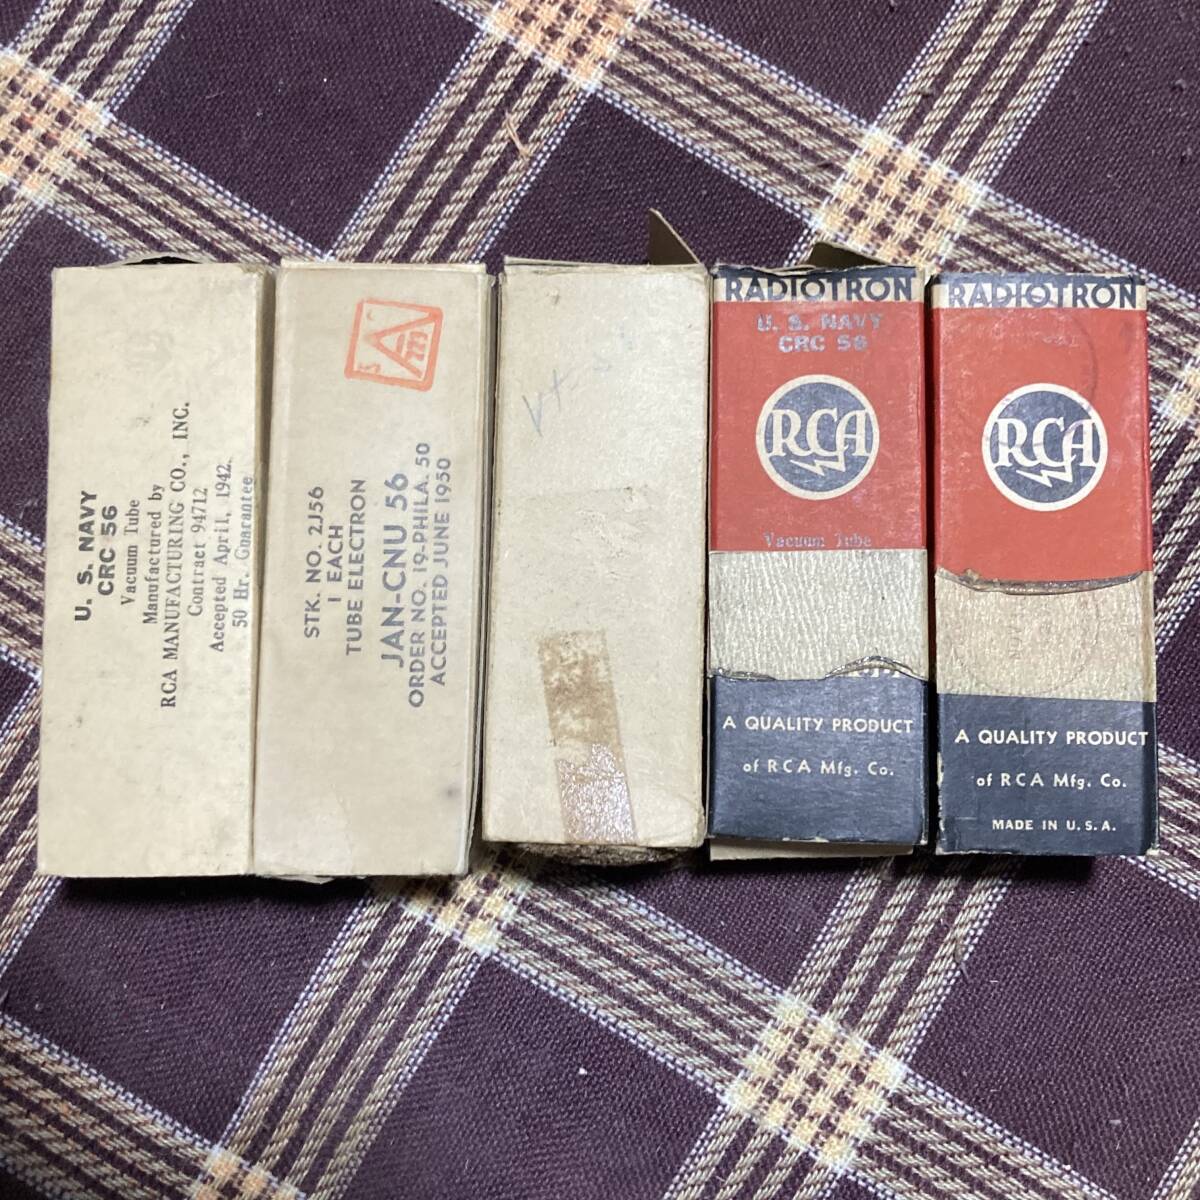 U. S. NAVY
CRC 56
Vacuum Tube
Manufactured by
RCA MANUFACTURING CO., INC.
Contract 94712
Accepted April, 1942.
50 Hr. Guarantee
STK. NO. 2J56
1 EACH
TUBE ELECTRON
JAN-CNU 56
ORDER NO. 19-PHILA. 50
ACCEPTED JUNE 1950
RADIOTRON
U. S. NAVY
CRC 56
RCA
Vacuum Tube
A QUALITY PRODUCT
of RCA Mfg. Co.
RADIOTRON
RCA
A QUALITY PRODUCT
of RCA Mfg. Co.
MADE IN U.S.A.